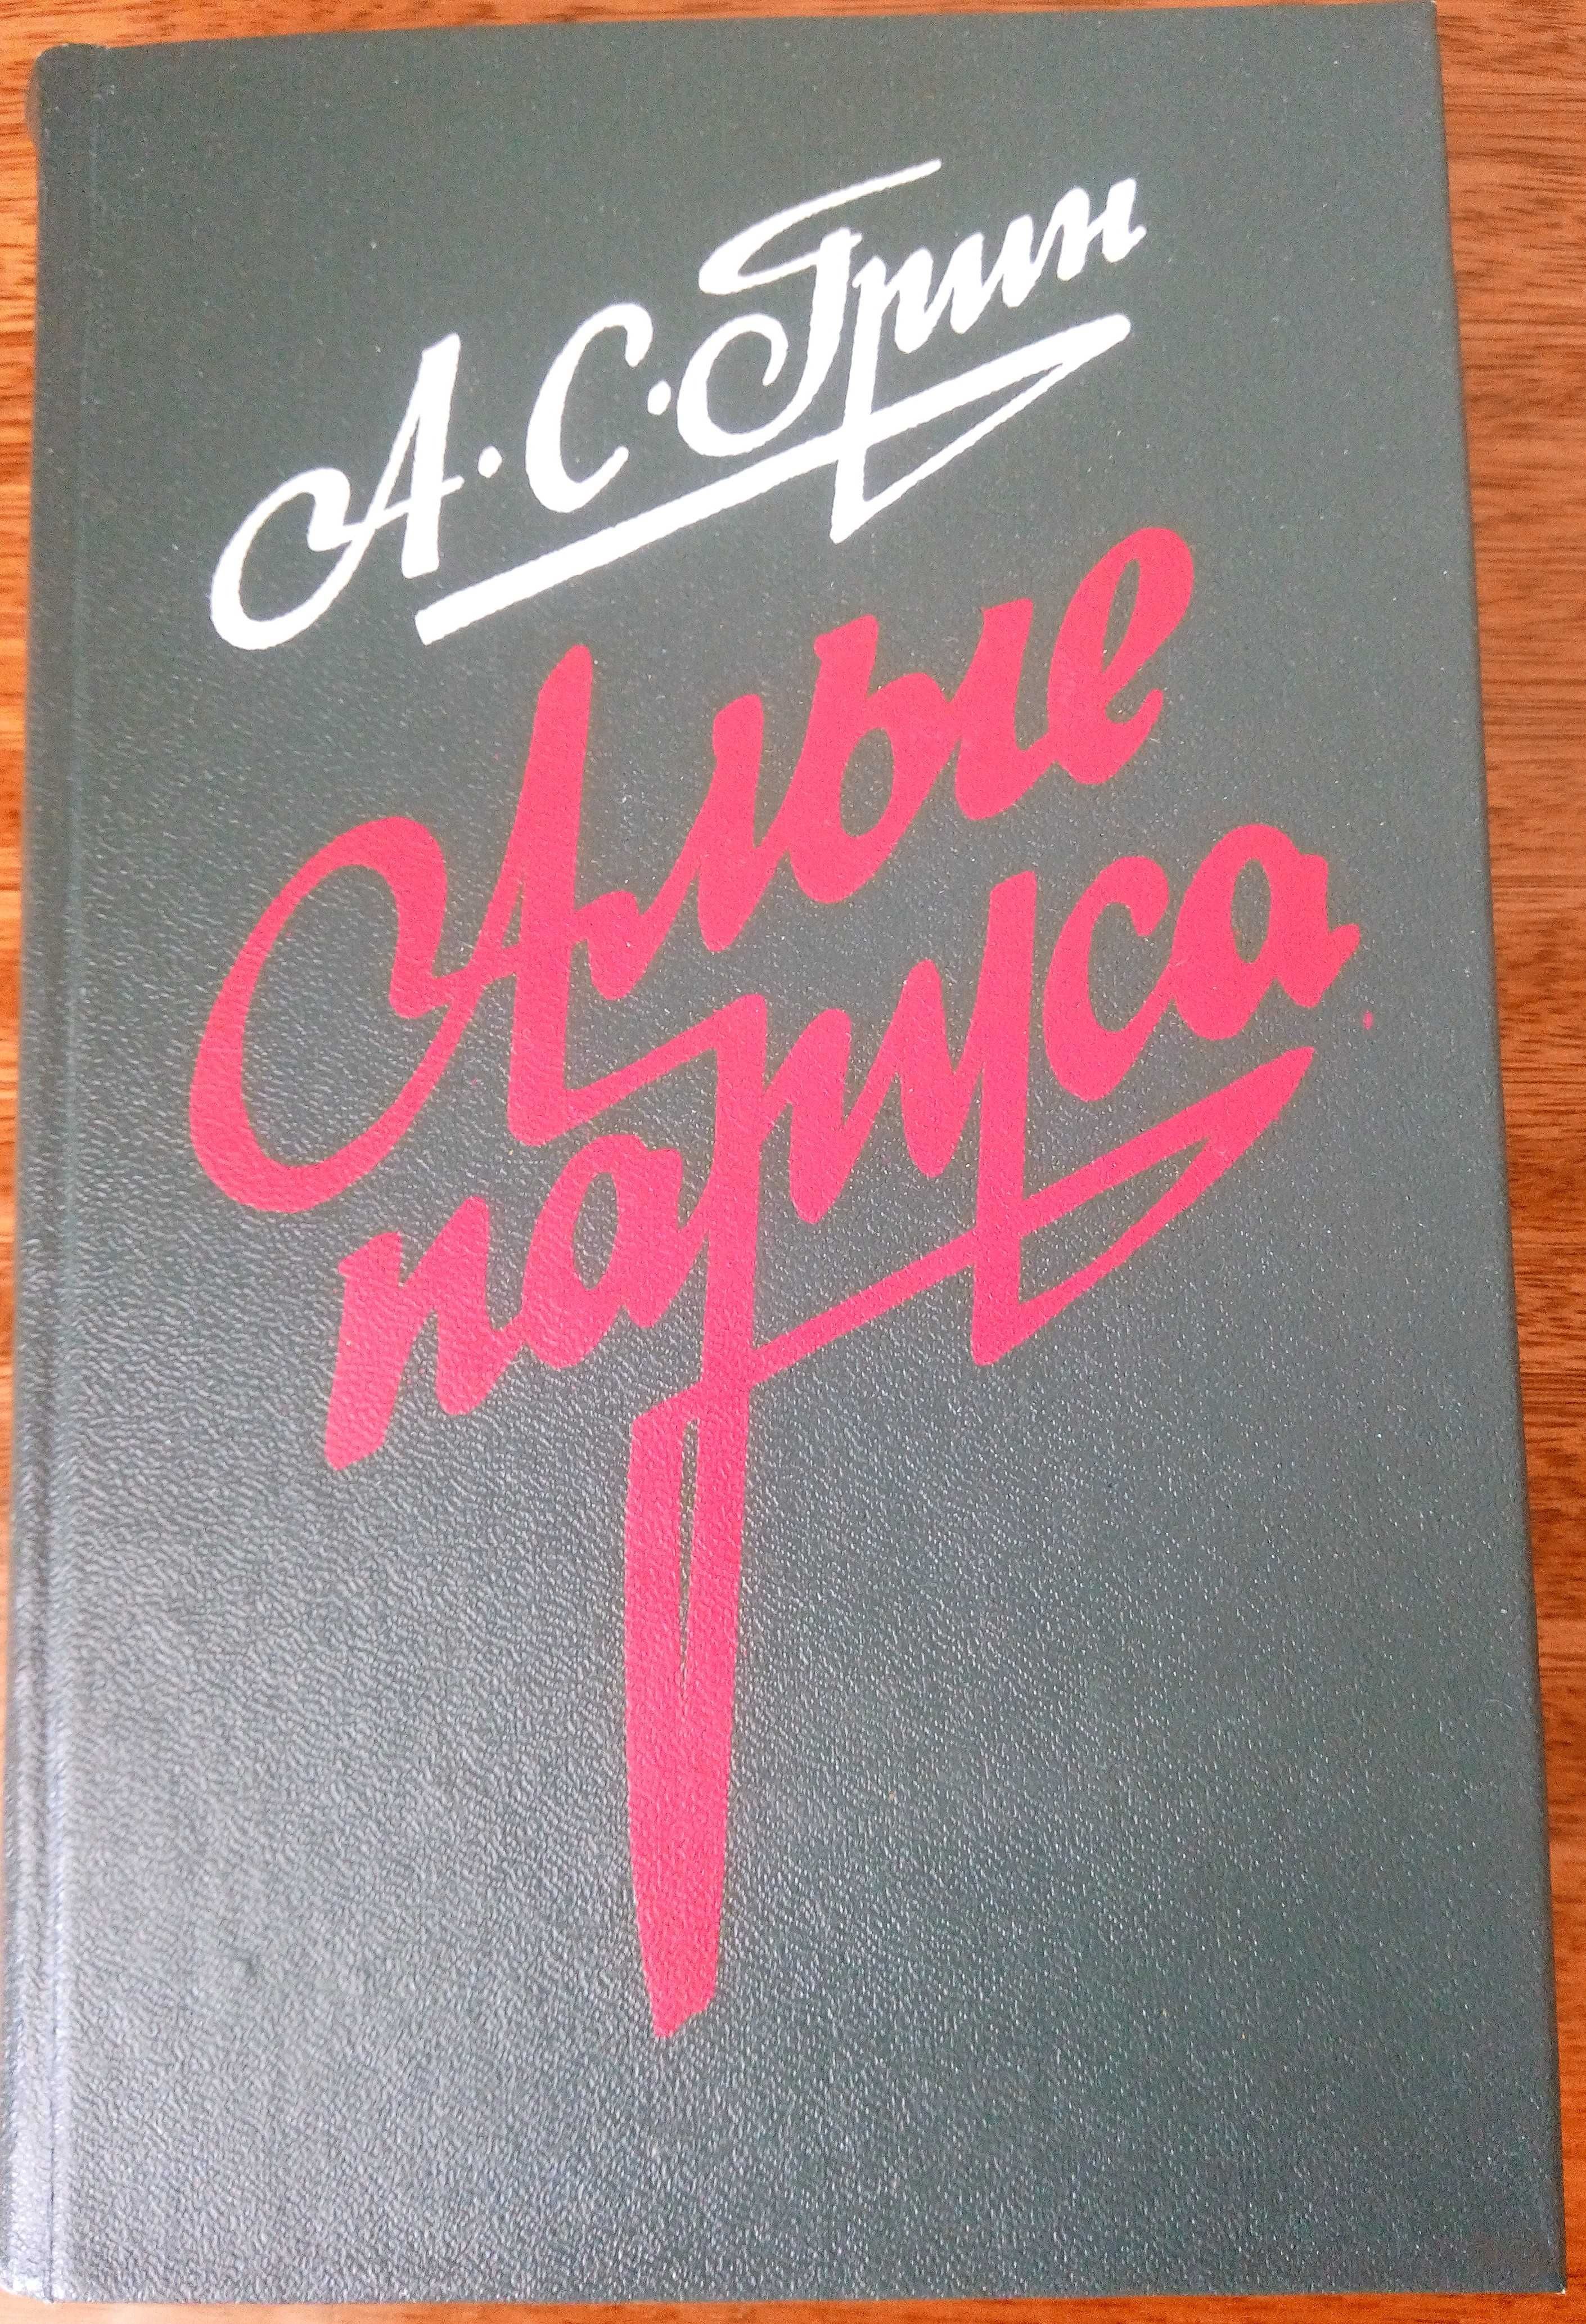 А·С·Грин
Алые
паруса